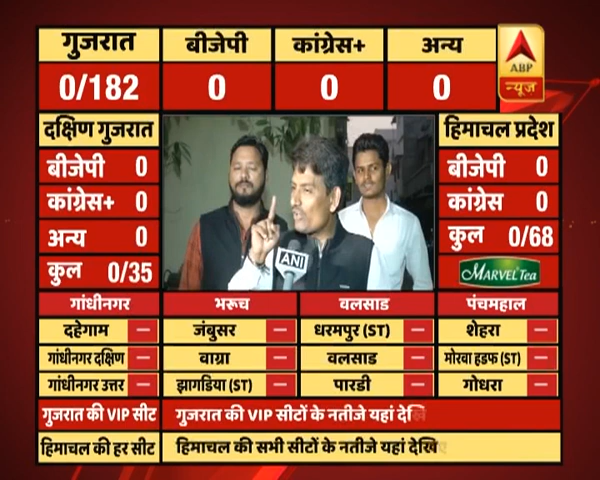 गुजरात बीजेपी कांग्रेस+ अन्य
0/182 0 0 0
ABP
न्यूज़
दक्षिण गुजरात
बीजेपी 0
कांग्रेस+ 0
अन्य 0
कुल 0/35
ANI
हिमाचल प्रदेश
बीजेपी 0
कांग्रेस 0
कुल 0/68
MARVEL Tea
गांधीनगर भरूच वलसाड पंचमहाल
दहेगाम — जंबुसर — धरमपुर (ST) — शेहरा —
गांधीनगर दक्षिण — वाग्रा — वलसाड — मोरवा हडफ (ST) —
गांधीनगर उत्तर — झागडिया (ST) — पारडी — गोधरा —
गुजरात की VIP सीट गुजरात की VIP सीटों के नतीजे यहां देखि
हिमाचल की हर सीट हिमाचल की सभी सीटों के नतीजे यहां देखिए